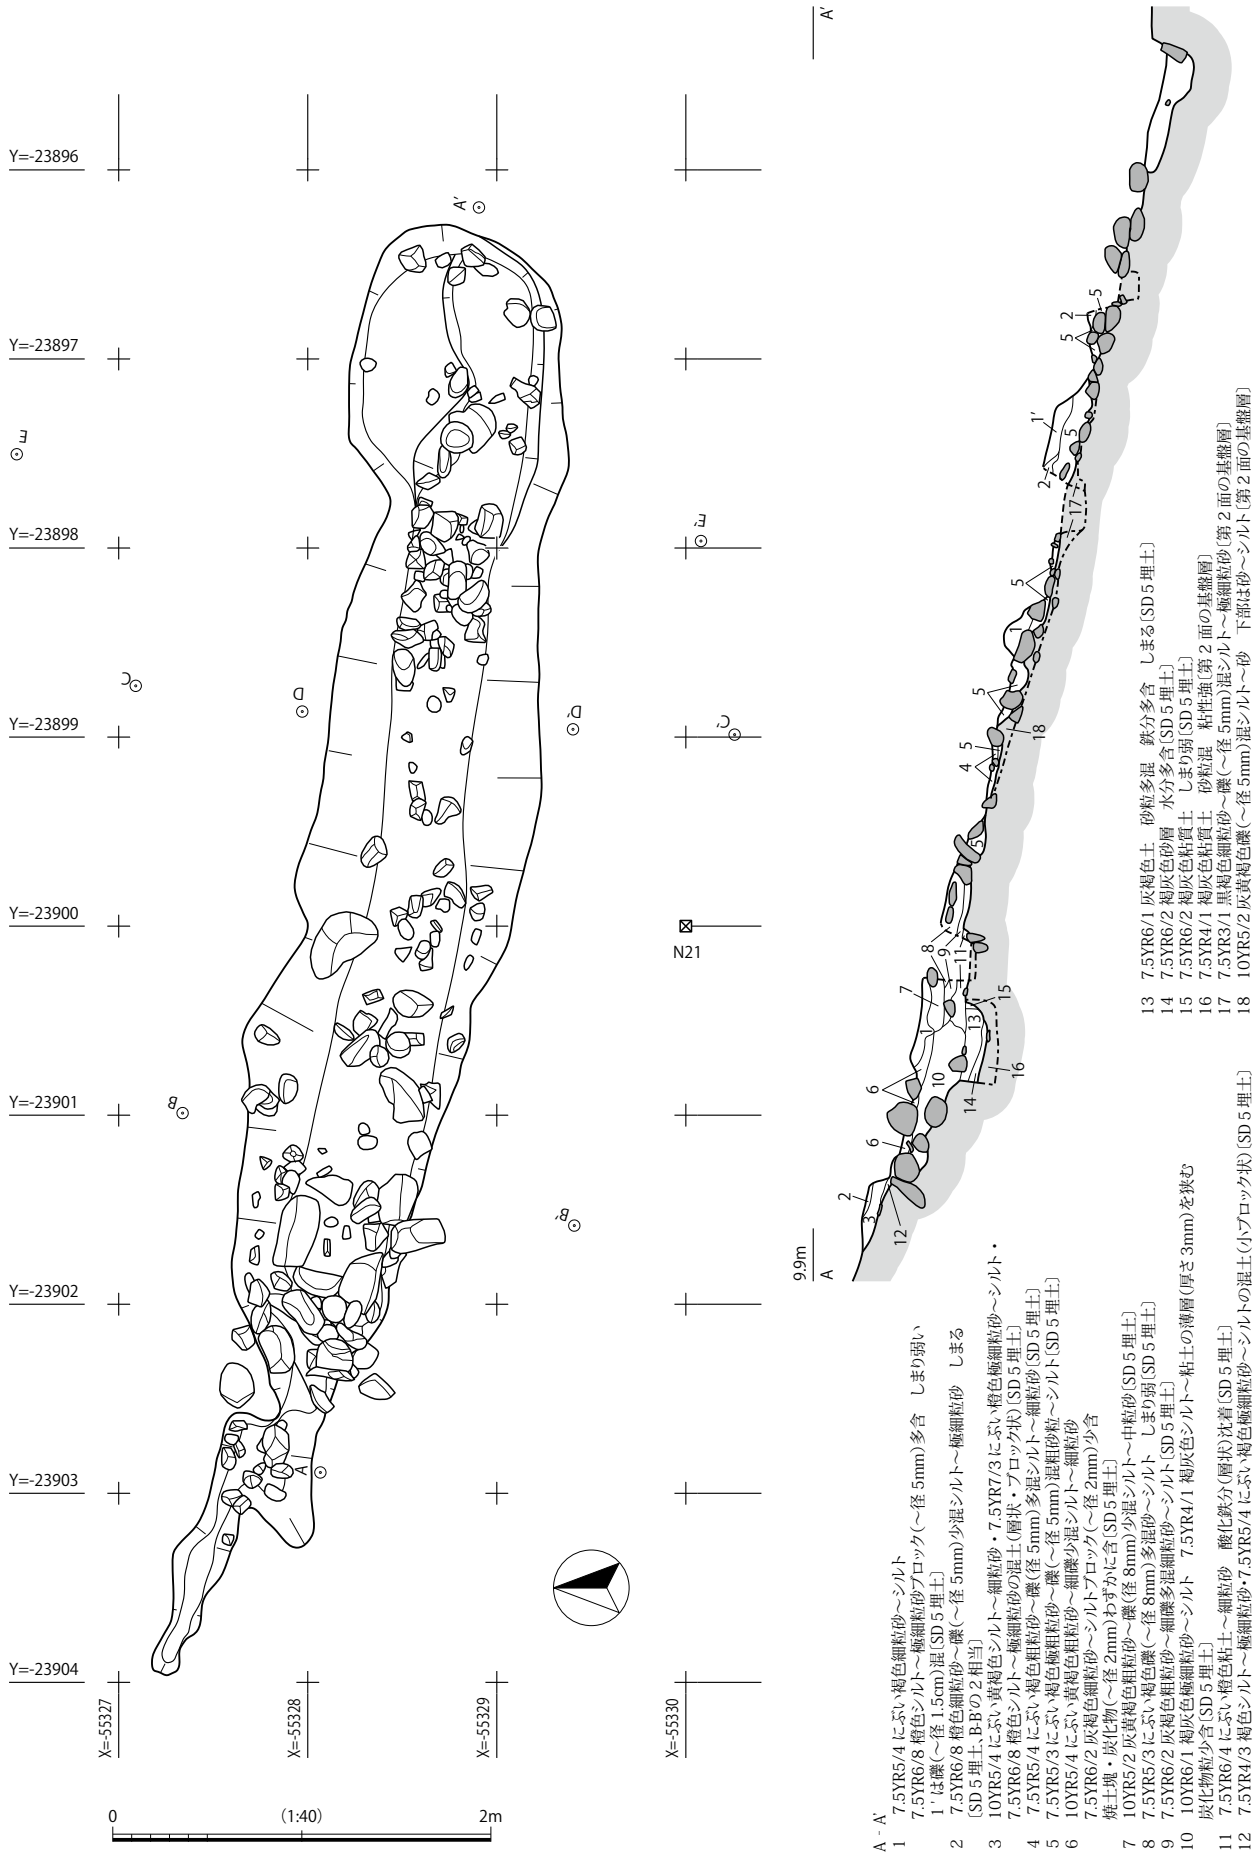 Y=-23896
Y=-23897
Y=-23898
Y=-23899
Y=-23900
Y=-23901
Y=-23902
Y=-23903
Y=-23904
X=-55327
X=-55328
X=-55329
X=-55330
A
A'
B
B'
C
C'
D
D'
E
E'
N21
0
(1:40)
2m
9.9m
A
A'
2
3
12
6
6
10
14
16
7
1
13
15
8
9
11
5
4
5
18
5
1
5
17
2
1'
5
5
2
5
A - A'
1 7.5YR5/4 にぶい褐色細粒砂～シルト
7.5YR6/8 橙色シルト～極細粒砂ブロック(～径 5mm)多含 しまり弱い
1'は礫(～径 1.5cm)混[SD 5 埋土]
2 7.5YR6/8 橙色細粒砂～礫(～径 5mm)少混シルト～極細粒砂 しまる
[SD 5 埋土、B-B'の 2 相当]
3 10YR5/4 にぶい黄褐色シルト～細粒砂・7.5YR7/3 にぶい橙色極細粒砂～シルト・
7.5YR6/8 橙色シルト～極細粒砂の混土(層状・ブロック状)[SD 5 埋土]
4 7.5YR5/4 にぶい褐色粗粒砂～礫(径 5mm)多混シルト～細粒砂[SD 5 埋土]
5 7.5YR5/3 にぶい褐色極粗粒砂～礫(～径 5mm)混粗砂粒～シルト[SD 5 埋土]
6 10YR5/4 にぶい黄褐色粗粒砂～細礫少混シルト～細粒砂
7.5YR6/2 灰褐色細粒砂～シルトブロック(～径 2mm)少含
焼土塊・炭化物(～径 2mm)わずかに含[SD 5 埋土]
7 10YR5/2 灰黄褐色粗粒砂～礫(径 8mm)少混シルト～中粒砂[SD 5 埋土]
8 7.5YR5/3 にぶい褐色礫(～径 8mm)多混砂～シルト しまり弱[SD 5 埋土]
9 7.5YR6/2 灰褐色粗粒砂～細礫多混細粒砂～シルト[SD 5 埋土]
10 10YR6/1 褐灰色極細粒砂～シルト 7.5YR4/1 褐灰色シルト～粘土の薄層(厚さ 3mm)を狭む
炭化物粒少含[SD 5 埋土]
11 7.5YR6/4 にぶい橙色粘土～細粒砂 酸化鉄分(層状)沈着[SD 5 埋土]
12 7.5YR4/3 褐色シルト～極細粒砂・7.5YR5/4 にぶい褐色極細粒砂～シルトの混土(小ブロック状)[SD 5 埋土]
13 7.5YR6/1 灰褐色土 砂粒多混 鉄分多含 しまる[SD 5 埋土]
14 7.5YR6/2 褐灰色砂層 水分多含[SD 5 埋土]
15 7.5YR6/2 褐灰色粘質土 しまり弱[SD 5 埋土]
16 7.5YR4/1 褐灰色粘質土 砂粒混 粘性強[第 2 面の基盤層]
17 7.5YR3/1 黒褐色細粒砂～礫(～径 5mm)混シルト～極細粒砂[第 2 面の基盤層]
18 10YR5/2 灰黄褐色礫(～径 5mm)混シルト～砂 下部は砂～シルト[第 2 面の基盤層]